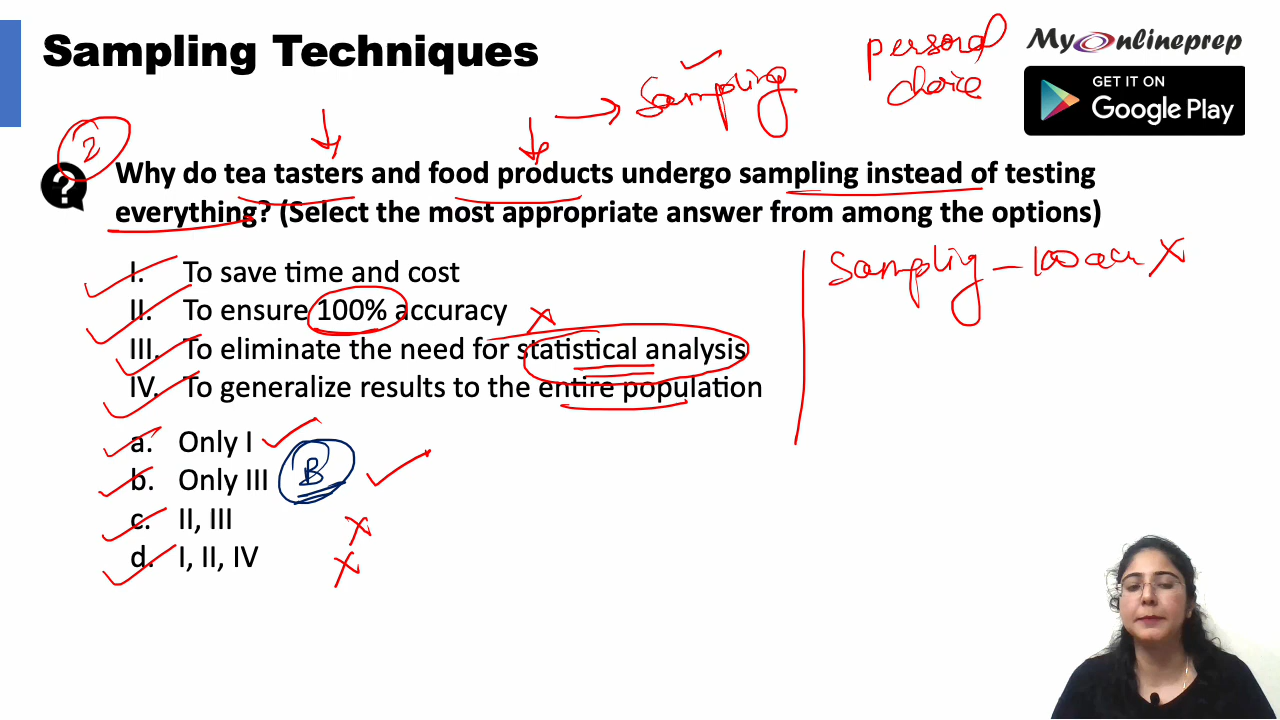 Sampling Techniques
Sampling
personal
choice
MyOnlineprep
GET IT ON
Google Play
2
?
Why do tea tasters and food products undergo sampling instead of testing
everything? (Select the most appropriate answer from among the options)
I. To save time and cost
II. To ensure 100% accuracy
III. To eliminate the need for statistical analysis
IV. To generalize results to the entire population
Sampling - 100 acu
a. Only I
b. Only III
B
c. II, III
d. I, II, IV